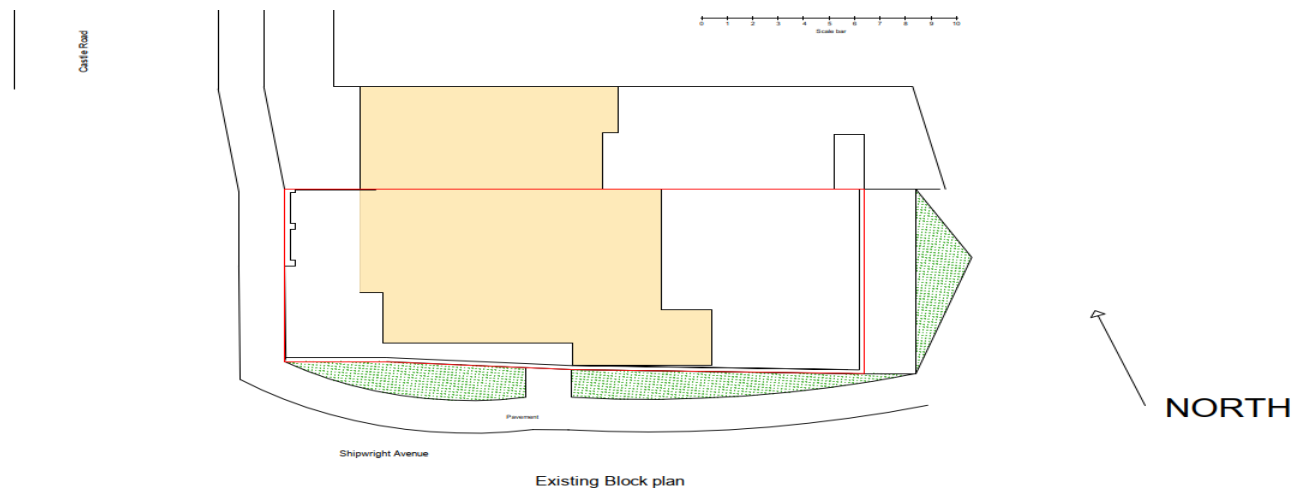 Castle Road
0 1 2 3 4 5 6 7 8 9 10
Scale bar
NORTH
Pavement
Shipwright Avenue
Existing Block plan